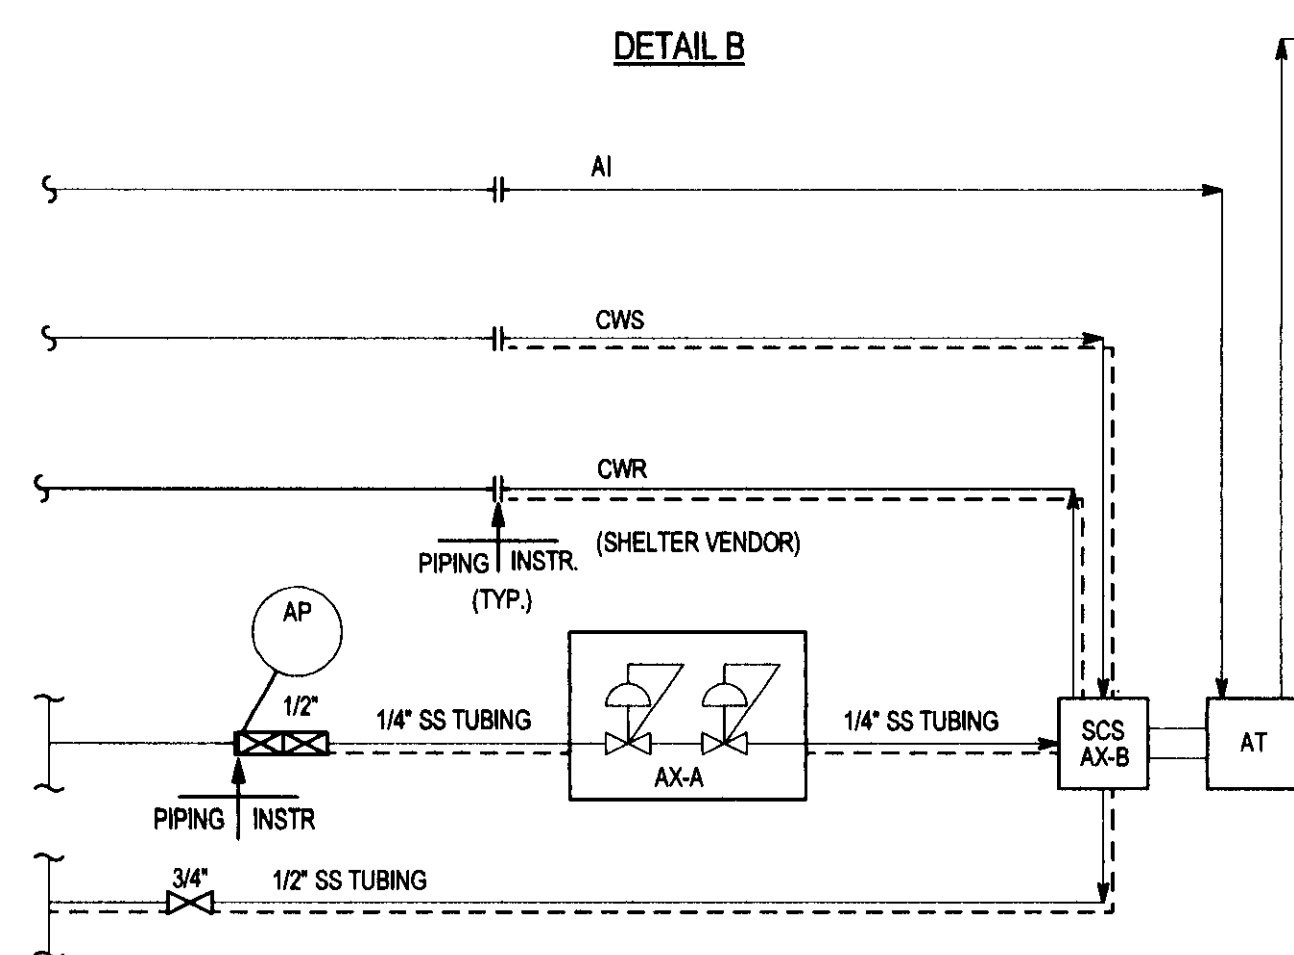 DETAIL B
AI
CWS
CWR
(SHELTER VENDOR)
PIPING INSTR.
(TYP.)
AP
1/2"
1/4" SS TUBING
1/4" SS TUBING
SCS
AX-B
AT
AX-A
PIPING INSTR
3/4"
1/2" SS TUBING